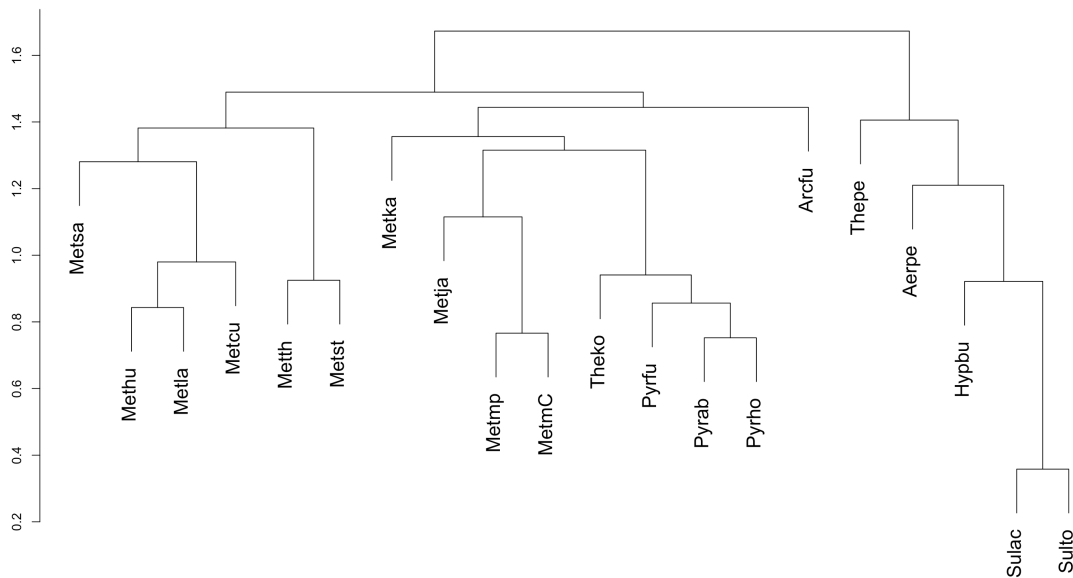 1.6
1.4
1.2
1.0
0.8
0.6
0.4
0.2
Metsa
Methu
Metla
Metcu
Metth
Metst
Metka
Metja
Metmp
MetmC
Theko
Pyrfu
Pyrab
Pyrho
Arcfu
Thepe
Aerpe
Hypbu
Sulac
Sulto